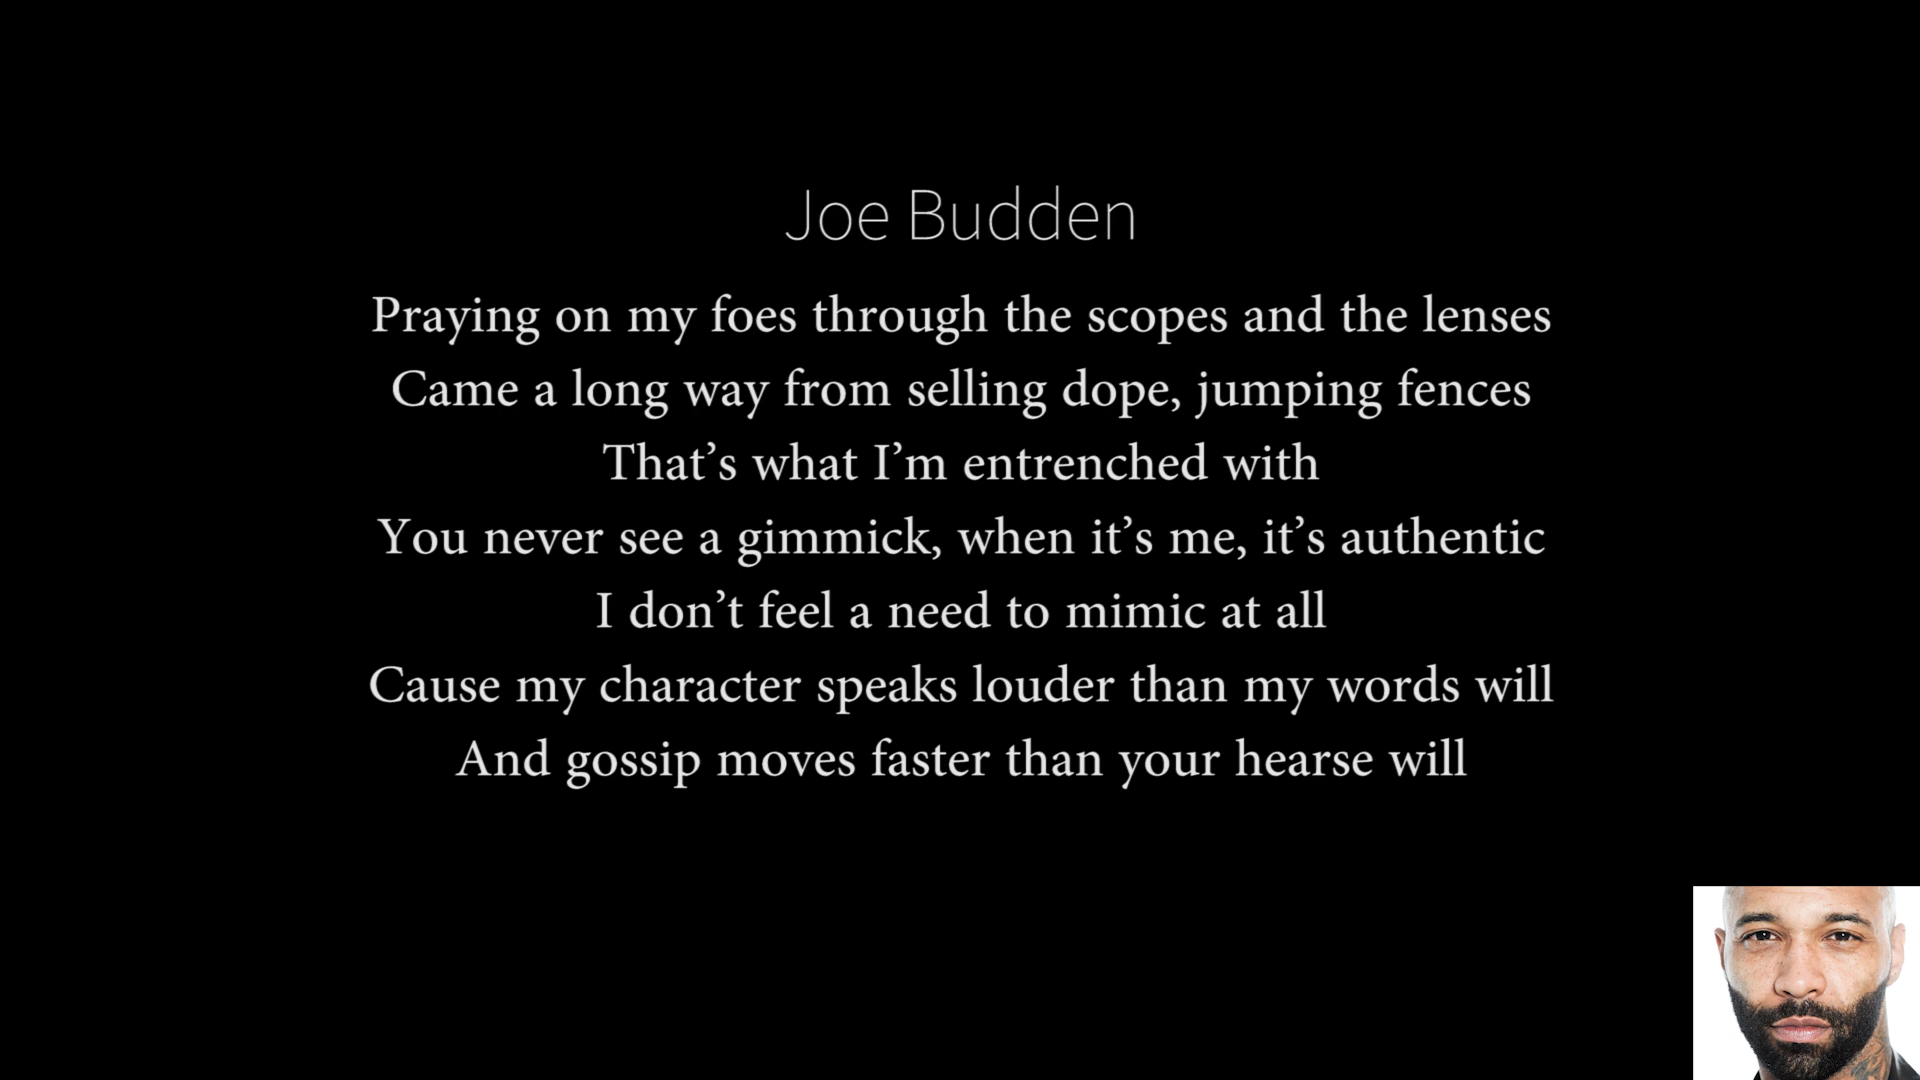 Joe Budden
Praying on my foes through the scopes and the lenses
Came a long way from selling dope, jumping fences
That’s what I’m entrenched with
You never see a gimmick, when it’s me, it’s authentic
I don’t feel a need to mimic at all
Cause my character speaks louder than my words will
And gossip moves faster than your hearse will